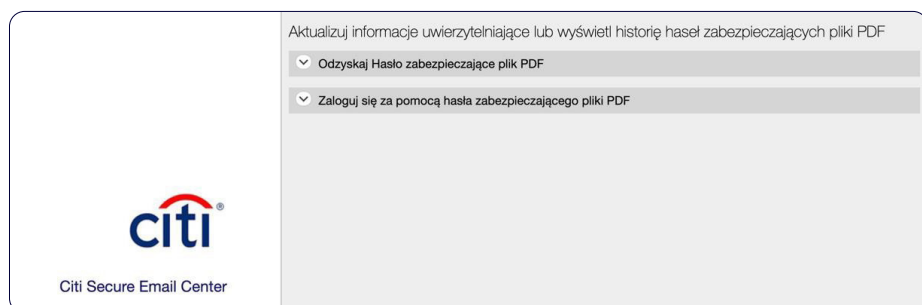 Aktualizuj informacje uwierzytelniające lub wyświetl historię haseł zabezpieczających pliki PDF
Odzyskaj Hasło zabezpieczające plik PDF
Zaloguj się za pomocą hasła zabezpieczającego pliki PDF
citi®
Citi Secure Email Center